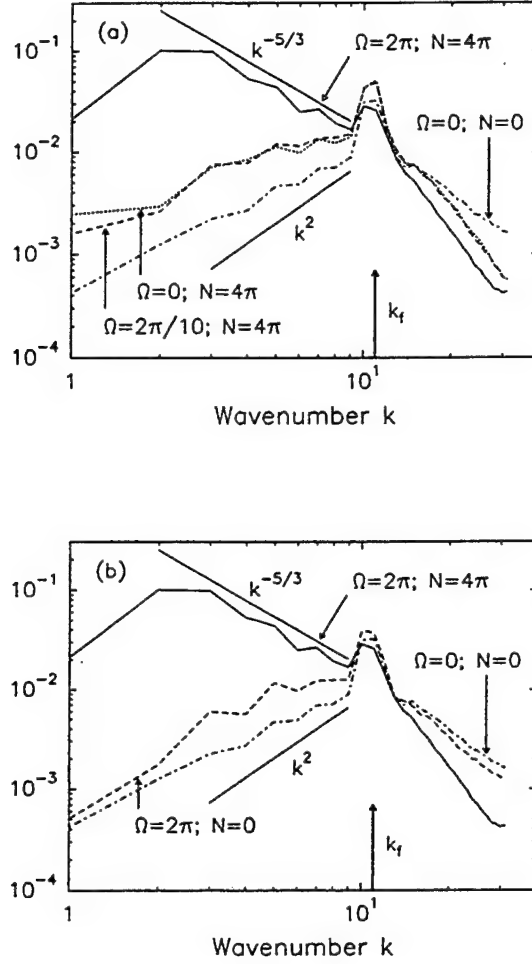 (a)
k^{-5/3}
Ω=2π; N=4π
Ω=0; N=0
k^2
Ω=0; N=4π
Ω=2π/10; N=4π
k_f
10^{-1}
10^{-2}
10^{-3}
10^{-4}
1
10^1
Wavenumber k
(b)
k^{-5/3}
Ω=2π; N=4π
Ω=0; N=0
k^2
Ω=2π; N=0
k_f
10^{-1}
10^{-2}
10^{-3}
10^{-4}
1
10^1
Wavenumber k